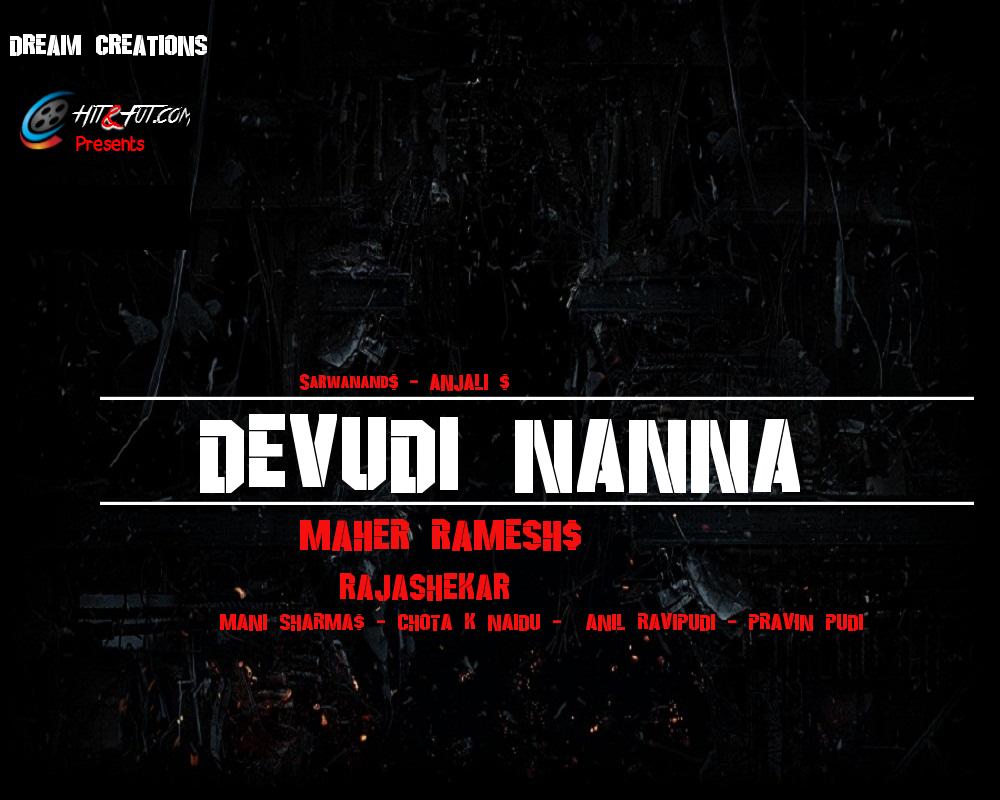 DREAM CREATIONS
HIT&FUT.COM
Presents
SARWANAND$ - ANJALI $
DEVUDI NANNA
MAHER RAMESH$
RAJASHEKAR
MANI SHARMA$ - CHOTA K NAIDU - ANIL RAVIPUDI - PRAVIN PUDI